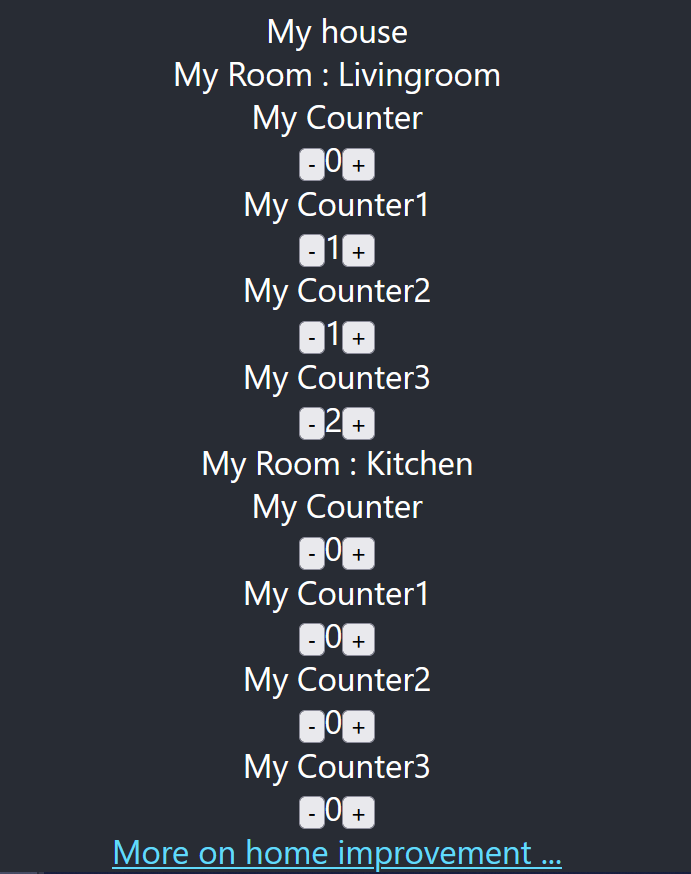 My house
My Room : Livingroom
My Counter
- 0 +
My Counter1
- 1 +
My Counter2
- 1 +
My Counter3
- 2 +
My Room : Kitchen
My Counter
- 0 +
My Counter1
- 0 +
My Counter2
- 0 +
My Counter3
- 0 +
More on home improvement ...